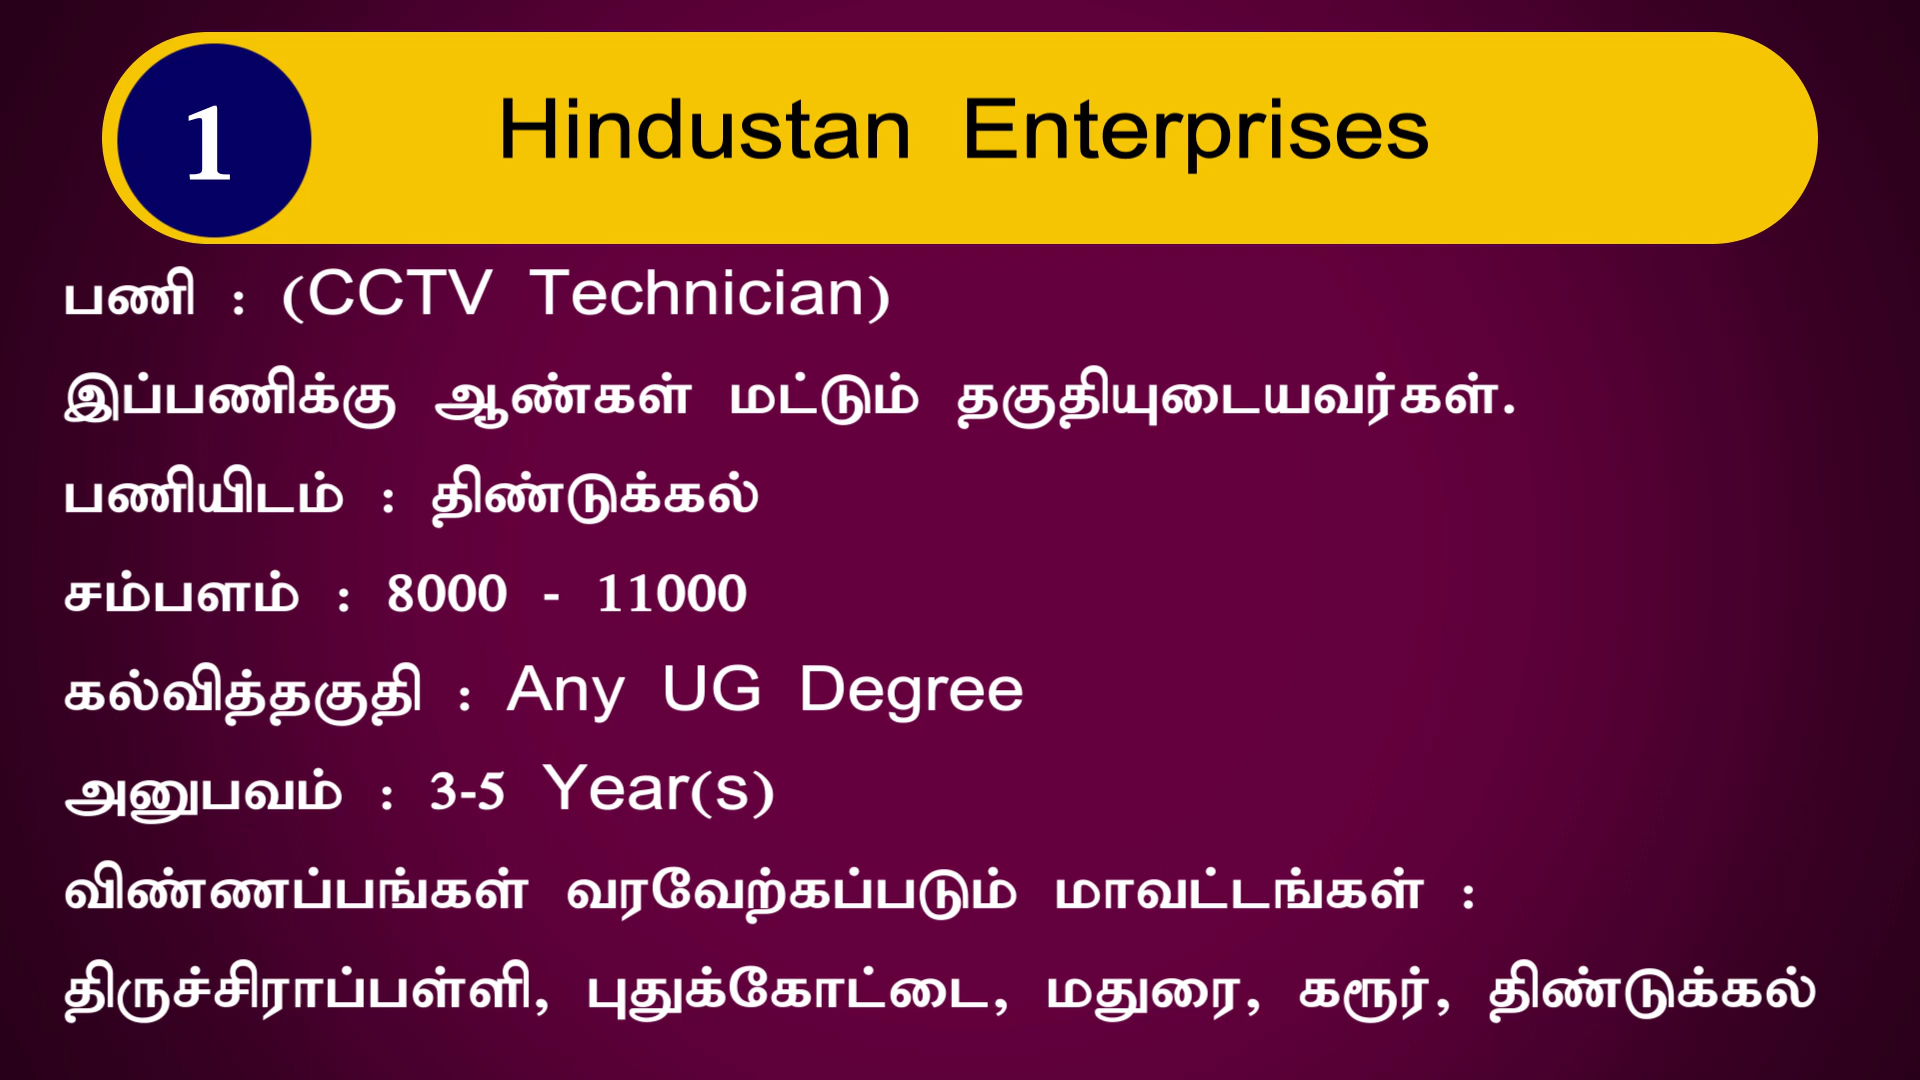 1
Hindustan Enterprises
பணி : (CCTV Technician)
இப்பணிக்கு ஆண்கள் மட்டும் தகுதியுடையவர்கள்.
பணியிடம் : திண்டுக்கல்
சம்பளம் : 8000 - 11000
கல்வித்தகுதி : Any UG Degree
அனுபவம் : 3-5 Year(s)
விண்ணப்பங்கள் வரவேற்கப்படும் மாவட்டங்கள் :
திருச்சிராப்பள்ளி, புதுக்கோட்டை, மதுரை, கரூர், திண்டுக்கல்